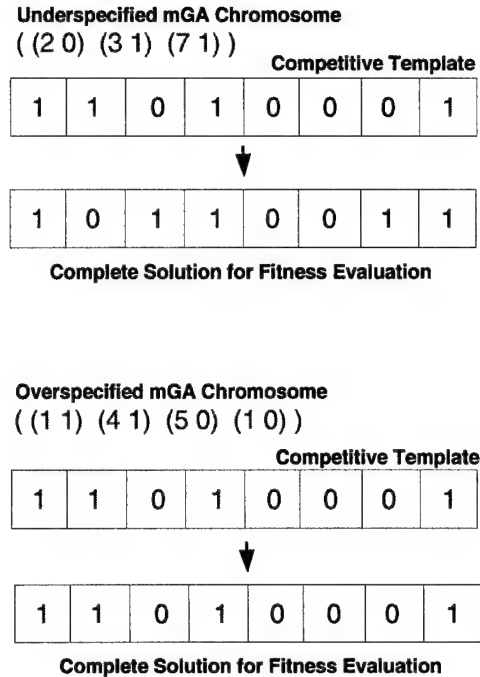 Underspecified mGA Chromosome
( (2 0) (3 1) (7 1) )
Competitive Template
1 1 0 1 0 0 0 1
1 0 1 1 0 0 1 1
Complete Solution for Fitness Evaluation
Overspecified mGA Chromosome
( (1 1) (4 1) (5 0) (1 0) )
Competitive Template
1 1 0 1 0 0 0 1
1 1 0 1 0 0 0 1
Complete Solution for Fitness Evaluation